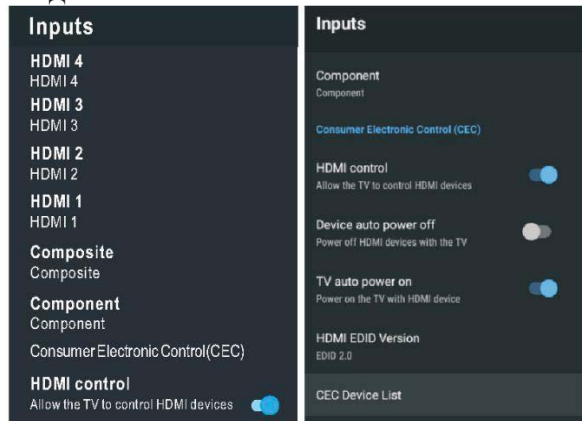 Inputs
HDMI 4
HDMI 4
HDMI 3
HDMI 3
HDMI 2
HDMI 2
HDMI 1
HDMI 1
Composite
Composite
Component
Component
Consumer Electronic Control(CEC)
HDMI control
Allow the TV to control HDMI devices
Inputs
Component
Component
Consumer Electronic Control (CEC)
HDMI control
Allow the TV to control HDMI devices
Device auto power off
Power off HDMI devices with the TV
TV auto power on
Power on the TV with HDMI device
HDMI EDID Version
EDID 2.0
CEC Device List